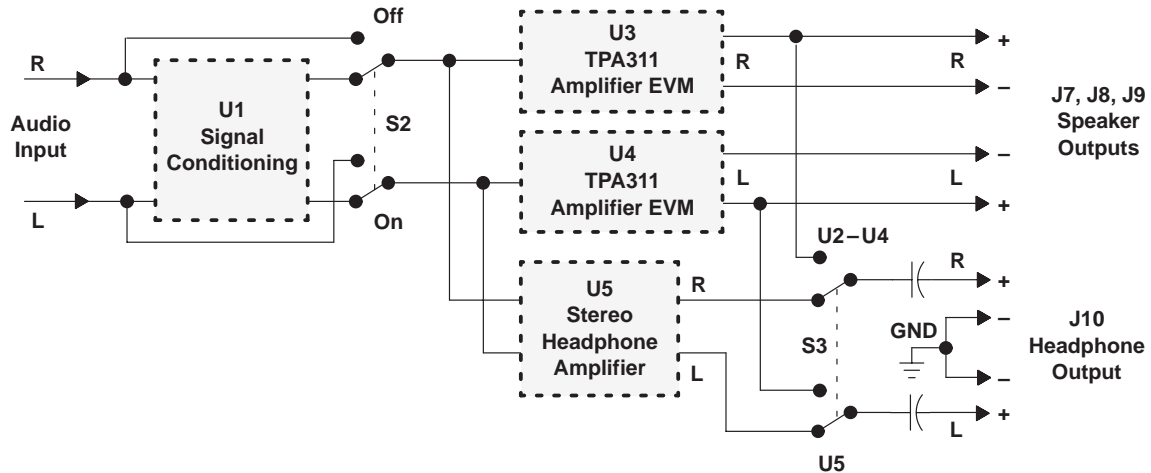 Off
R
Audio
Input
L
U1
Signal
Conditioning
S2
On
U3
TPA311
Amplifier EVM
R
R
+
–
U4
TPA311
Amplifier EVM
L
–
L
+
J7, J8, J9
Speaker
Outputs
U2–U4
U5
Stereo
Headphone
Amplifier
R
L
S3
U5
R
+
GND
–
–
+
L
J10
Headphone
Output